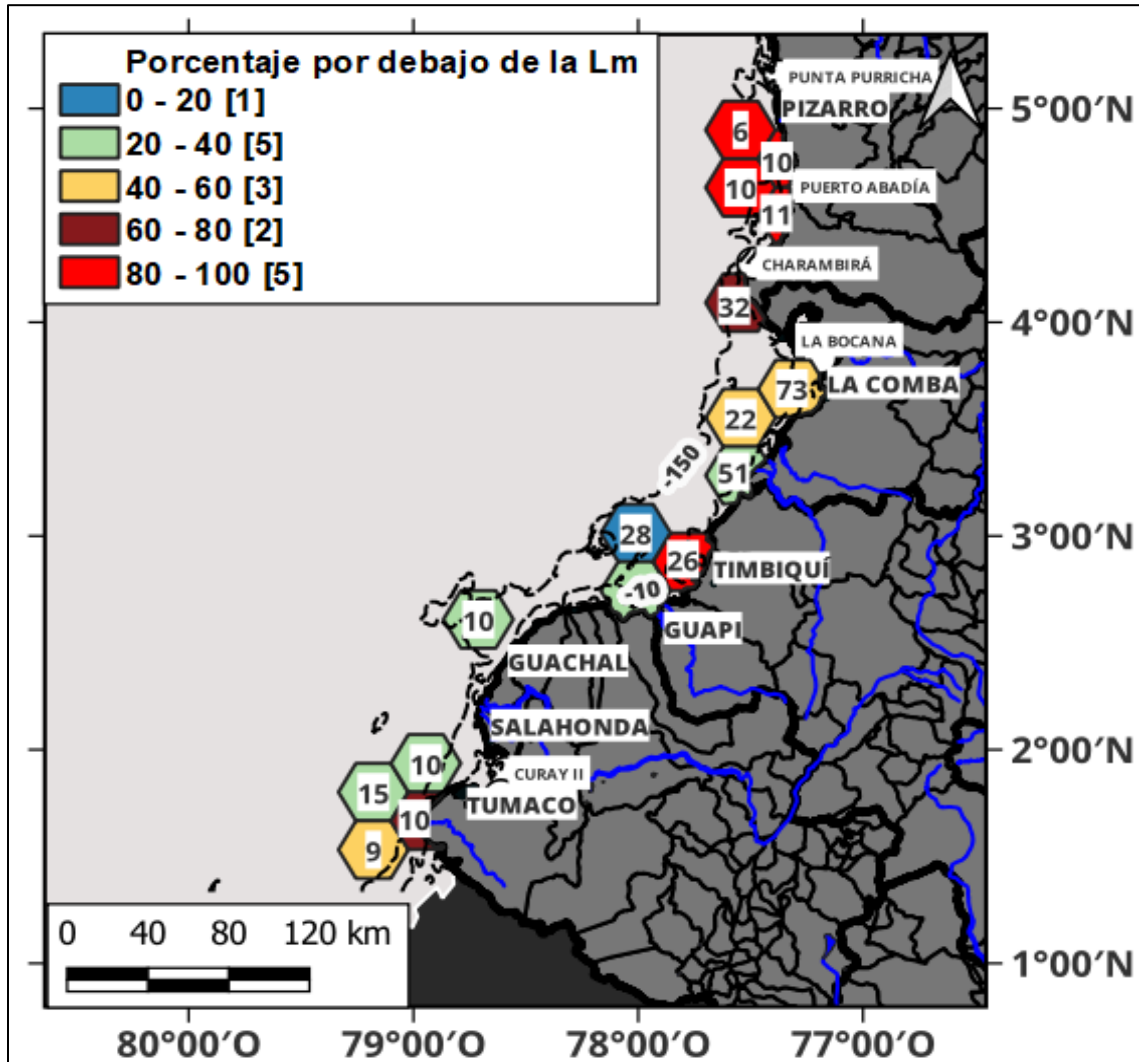 Porcentaje por debajo de la Lm
0 - 20 [1]
20 - 40 [5]
40 - 60 [3]
60 - 80 [2]
80 - 100 [5]
PUNTA PURRICHA
PIZARRO
5°00′N
6
10
10
PUERTO ABADÍA
11
CHARAMBIRÁ
32
4°00′N
LA BOCANA
73
LA COMBA
22
-150
51
28
3°00′N
26
TIMBIQUÍ
-10
10
GUAPI
GUACHAL
SALAHONDA
2°00′N
10
CURAY II
15
TUMACO
10
9
0 40 80 120 km
1°00′N
80°00′O 79°00′O 78°00′O 77°00′O